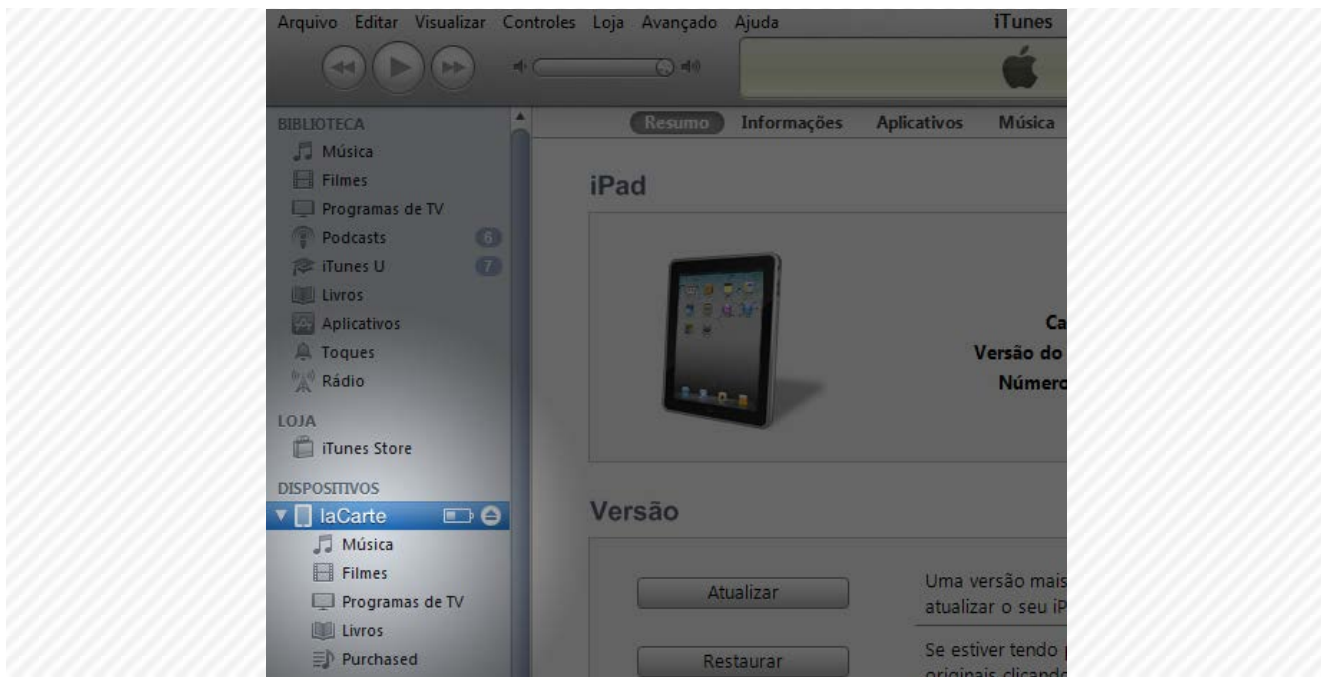 Arquivo Editar Visualizar Controles Loja Avançado Ajuda
iTunes
BIBLIOTECA
Música
Filmes
Programas de TV
Podcasts 6
iTunes U 7
Livros
Aplicativos
Toques
Rádio
LOJA
iTunes Store
DISPOSITIVOS
laCarte
Música
Filmes
Programas de TV
Livros
Purchased
Resumo Informações Aplicativos Música
iPad
Ca
Versão do
Número
Versão
Atualizar
Uma versão mais
atualizar o seu iP
Restaurar
Se estiver tendo
originais clicando